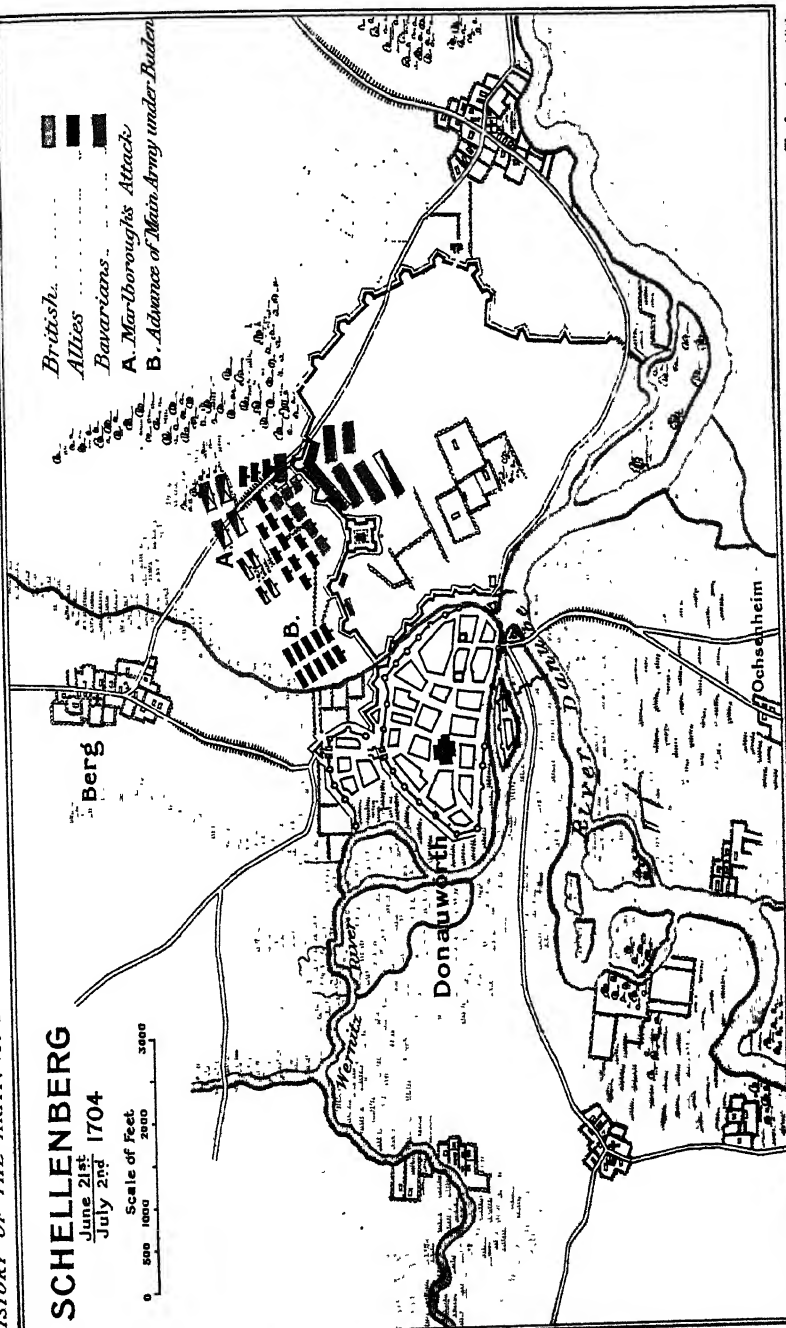 SCHELLENBERG
June 21st
July 2nd 1704
Scale of Feet
0 500 1000 2000 3000
British
Allies
Bavarians
A. Marlborough's Attack
B. Advance of Main Army under Baden
Berg
A.
B.
Wernitz River
Donauworth
River Danube
Ochsenheim